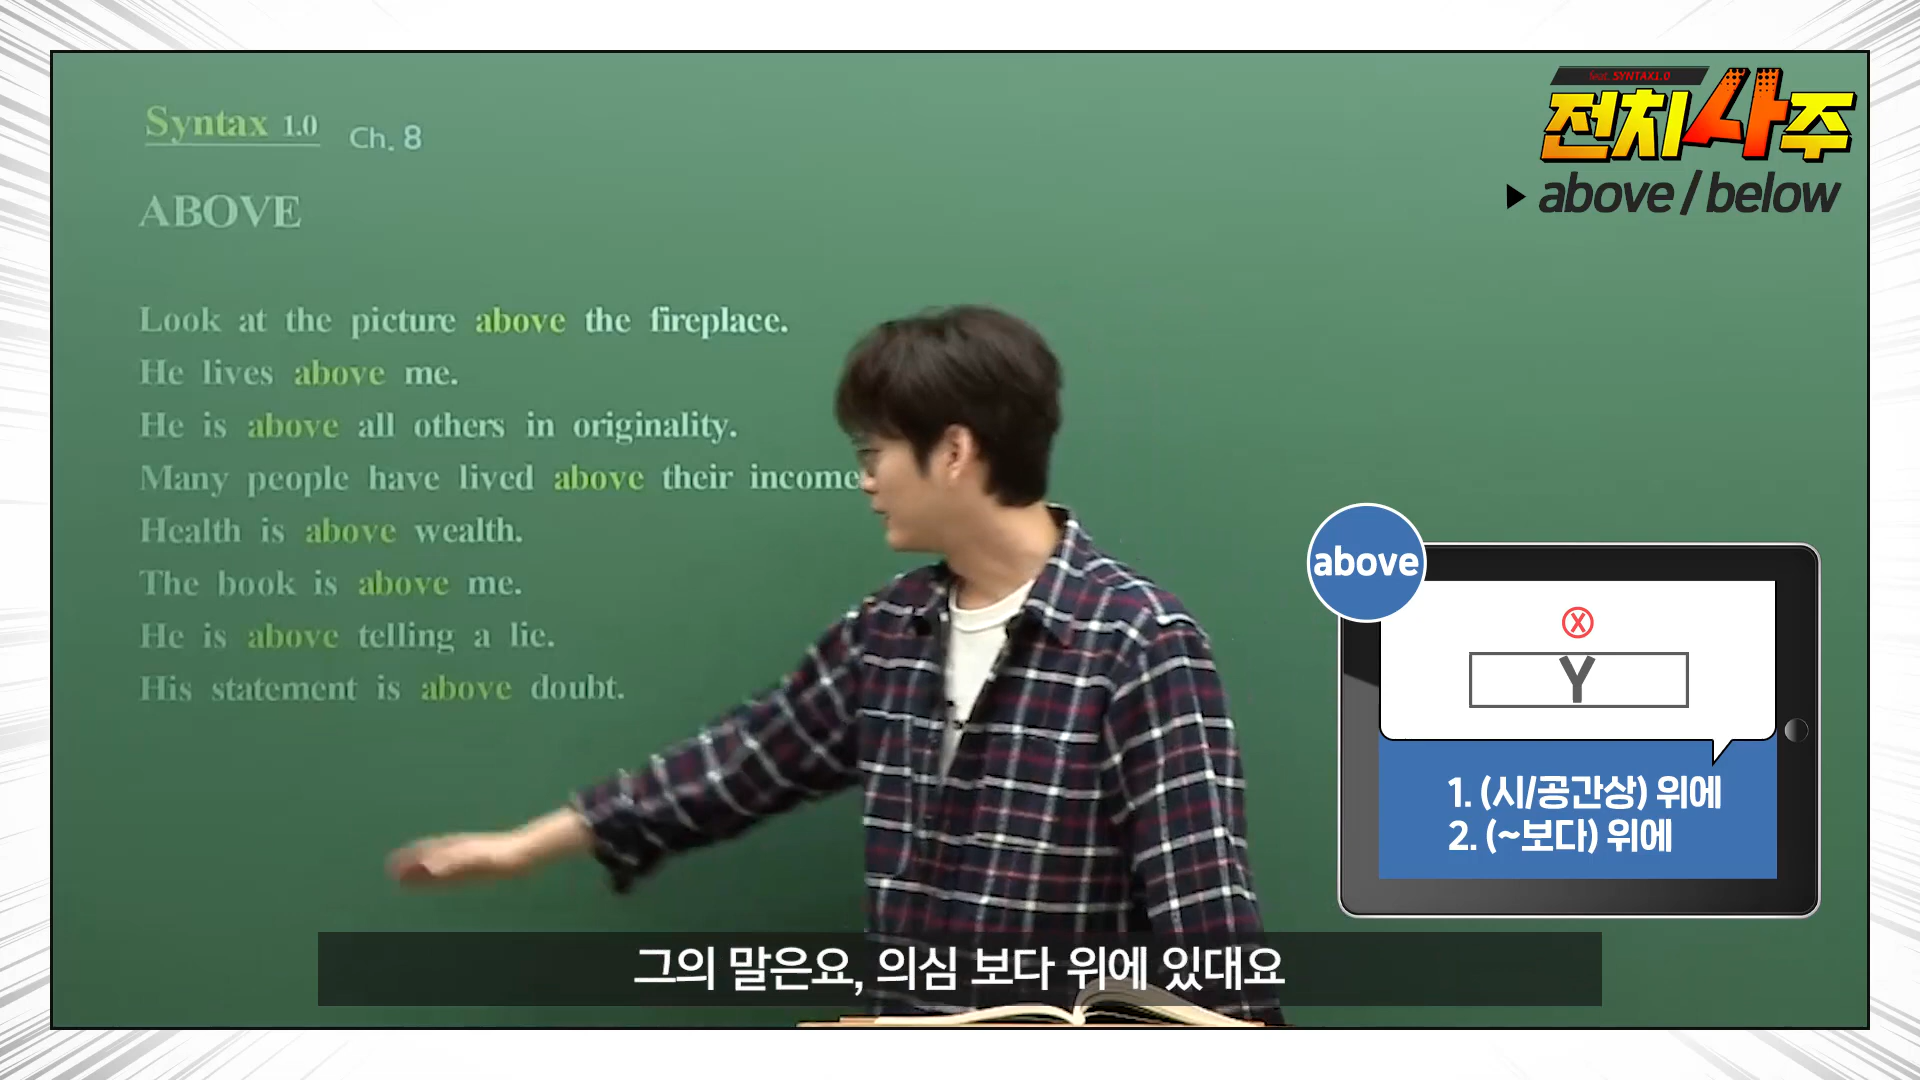 Syntax 1.0 Ch. 8
ABOVE
Look at the picture above the fireplace.
He lives above me.
He is above all others in originality.
Many people have lived above their income
Health is above wealth.
The book is above me.
He is above telling a lie.
His statement is above doubt.
feat. SYNTAX1.0
전치사주
▶ above / below
above
X
Y
1. (시/공간상) 위에
2. (~보다) 위에
그의 말은요, 의심 보다 위에 있대요